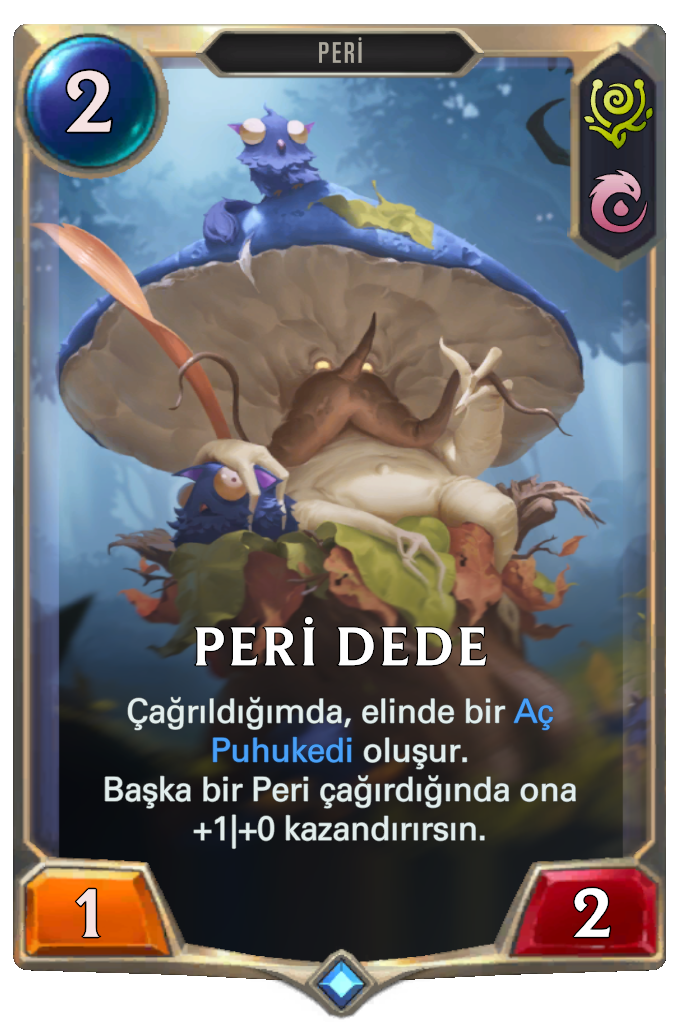 PERİ
2
PERİ DEDE
Çağrıldığımda, elinde bir Aç
Puhukedi oluşur.
Başka bir Peri çağırdığında ona
+1|+0 kazandırırsın.
1
2